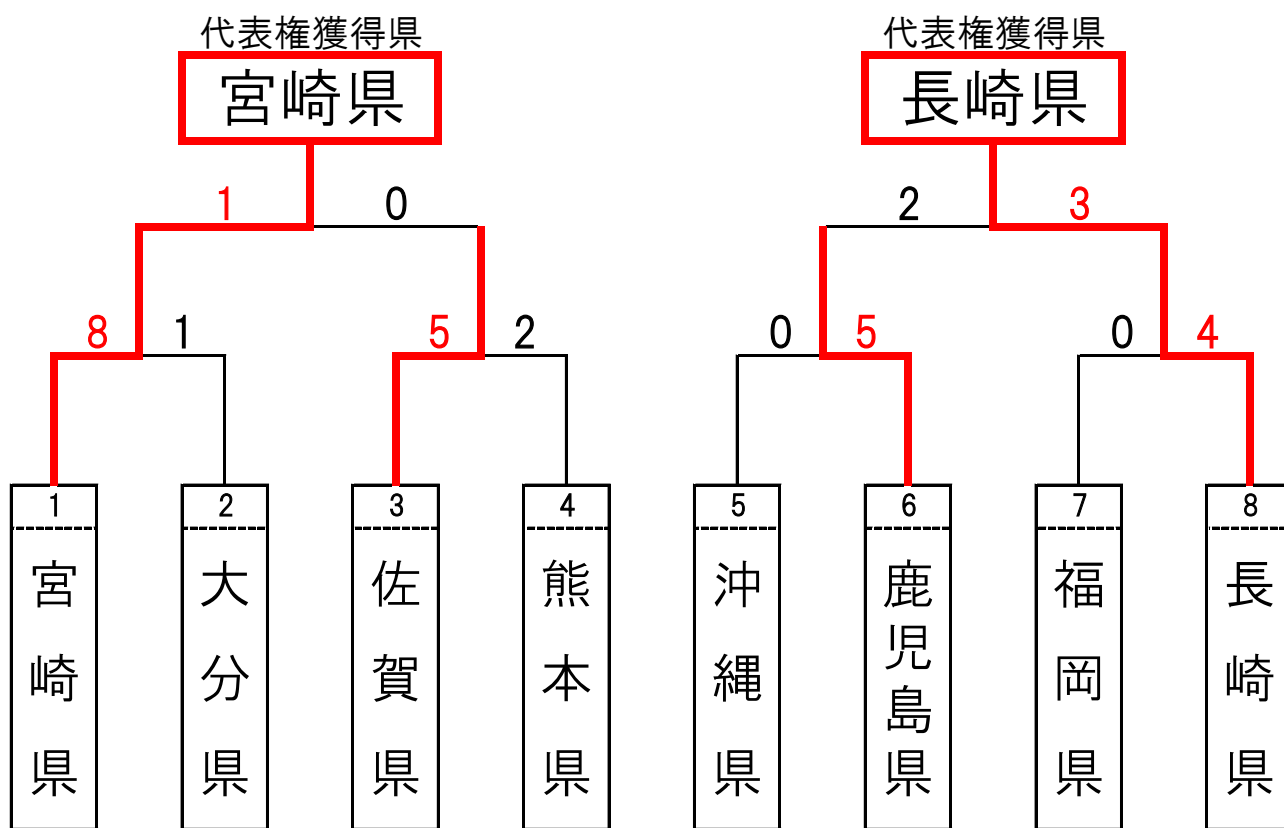 代表権獲得県 代表権獲得県
宮崎県 長崎県
1 0 2 3
8 1 5 2 0 5 0 4
1 2 3 4 5 6 7 8
宮崎県 大分県 佐賀県 熊本県 沖縄県 鹿児島県 福岡県 長崎県